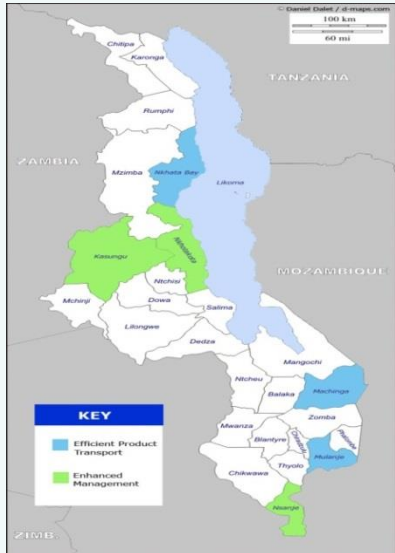 © Daniel Dalet / d-maps.com
100 km
60 mi
Chitipa
Karonga
TANZANIA
Rumphi
ZAMBIA
Mzimba
Nkhata Bay
Likoma
Kasungu
Nkhotakota
MOZAMBIQUE
Ntchisi
Mchinji
Dowa
Salima
Lilongwe
Dedza
Mangochi
Ntcheu
Balaka
Machinga
KEY
Zomba
Mwanza
Blantyre
Phalombe
Efficient Product
Transport
Mulanje
Thyolo
Chikwawa
Enhanced
Management
Nsanje
ZIMB